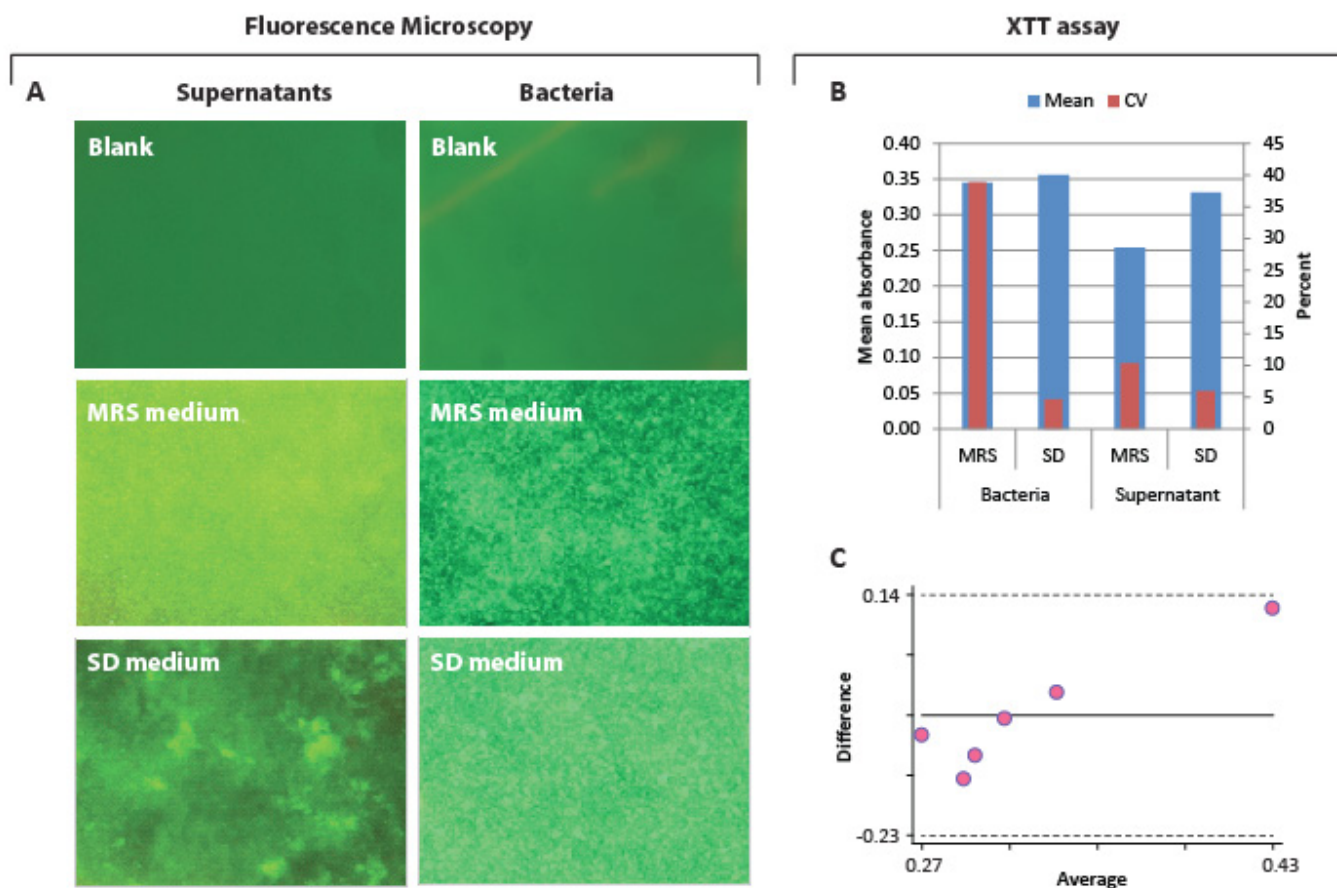 Fluorescence Microscopy
XTT assay
A
Supernatants
Bacteria
Blank
Blank
MRS medium
MRS medium
SD medium
SD medium
B
Mean
CV
0.40
0.35
0.30
0.25
0.20
0.15
0.10
0.05
0.00
Mean absorbance
45
40
35
30
25
20
15
10
5
0
Percent
MRS
SD
MRS
SD
Bacteria
Supernatant
C
0.14
-0.23
Difference
0.27
0.43
Average